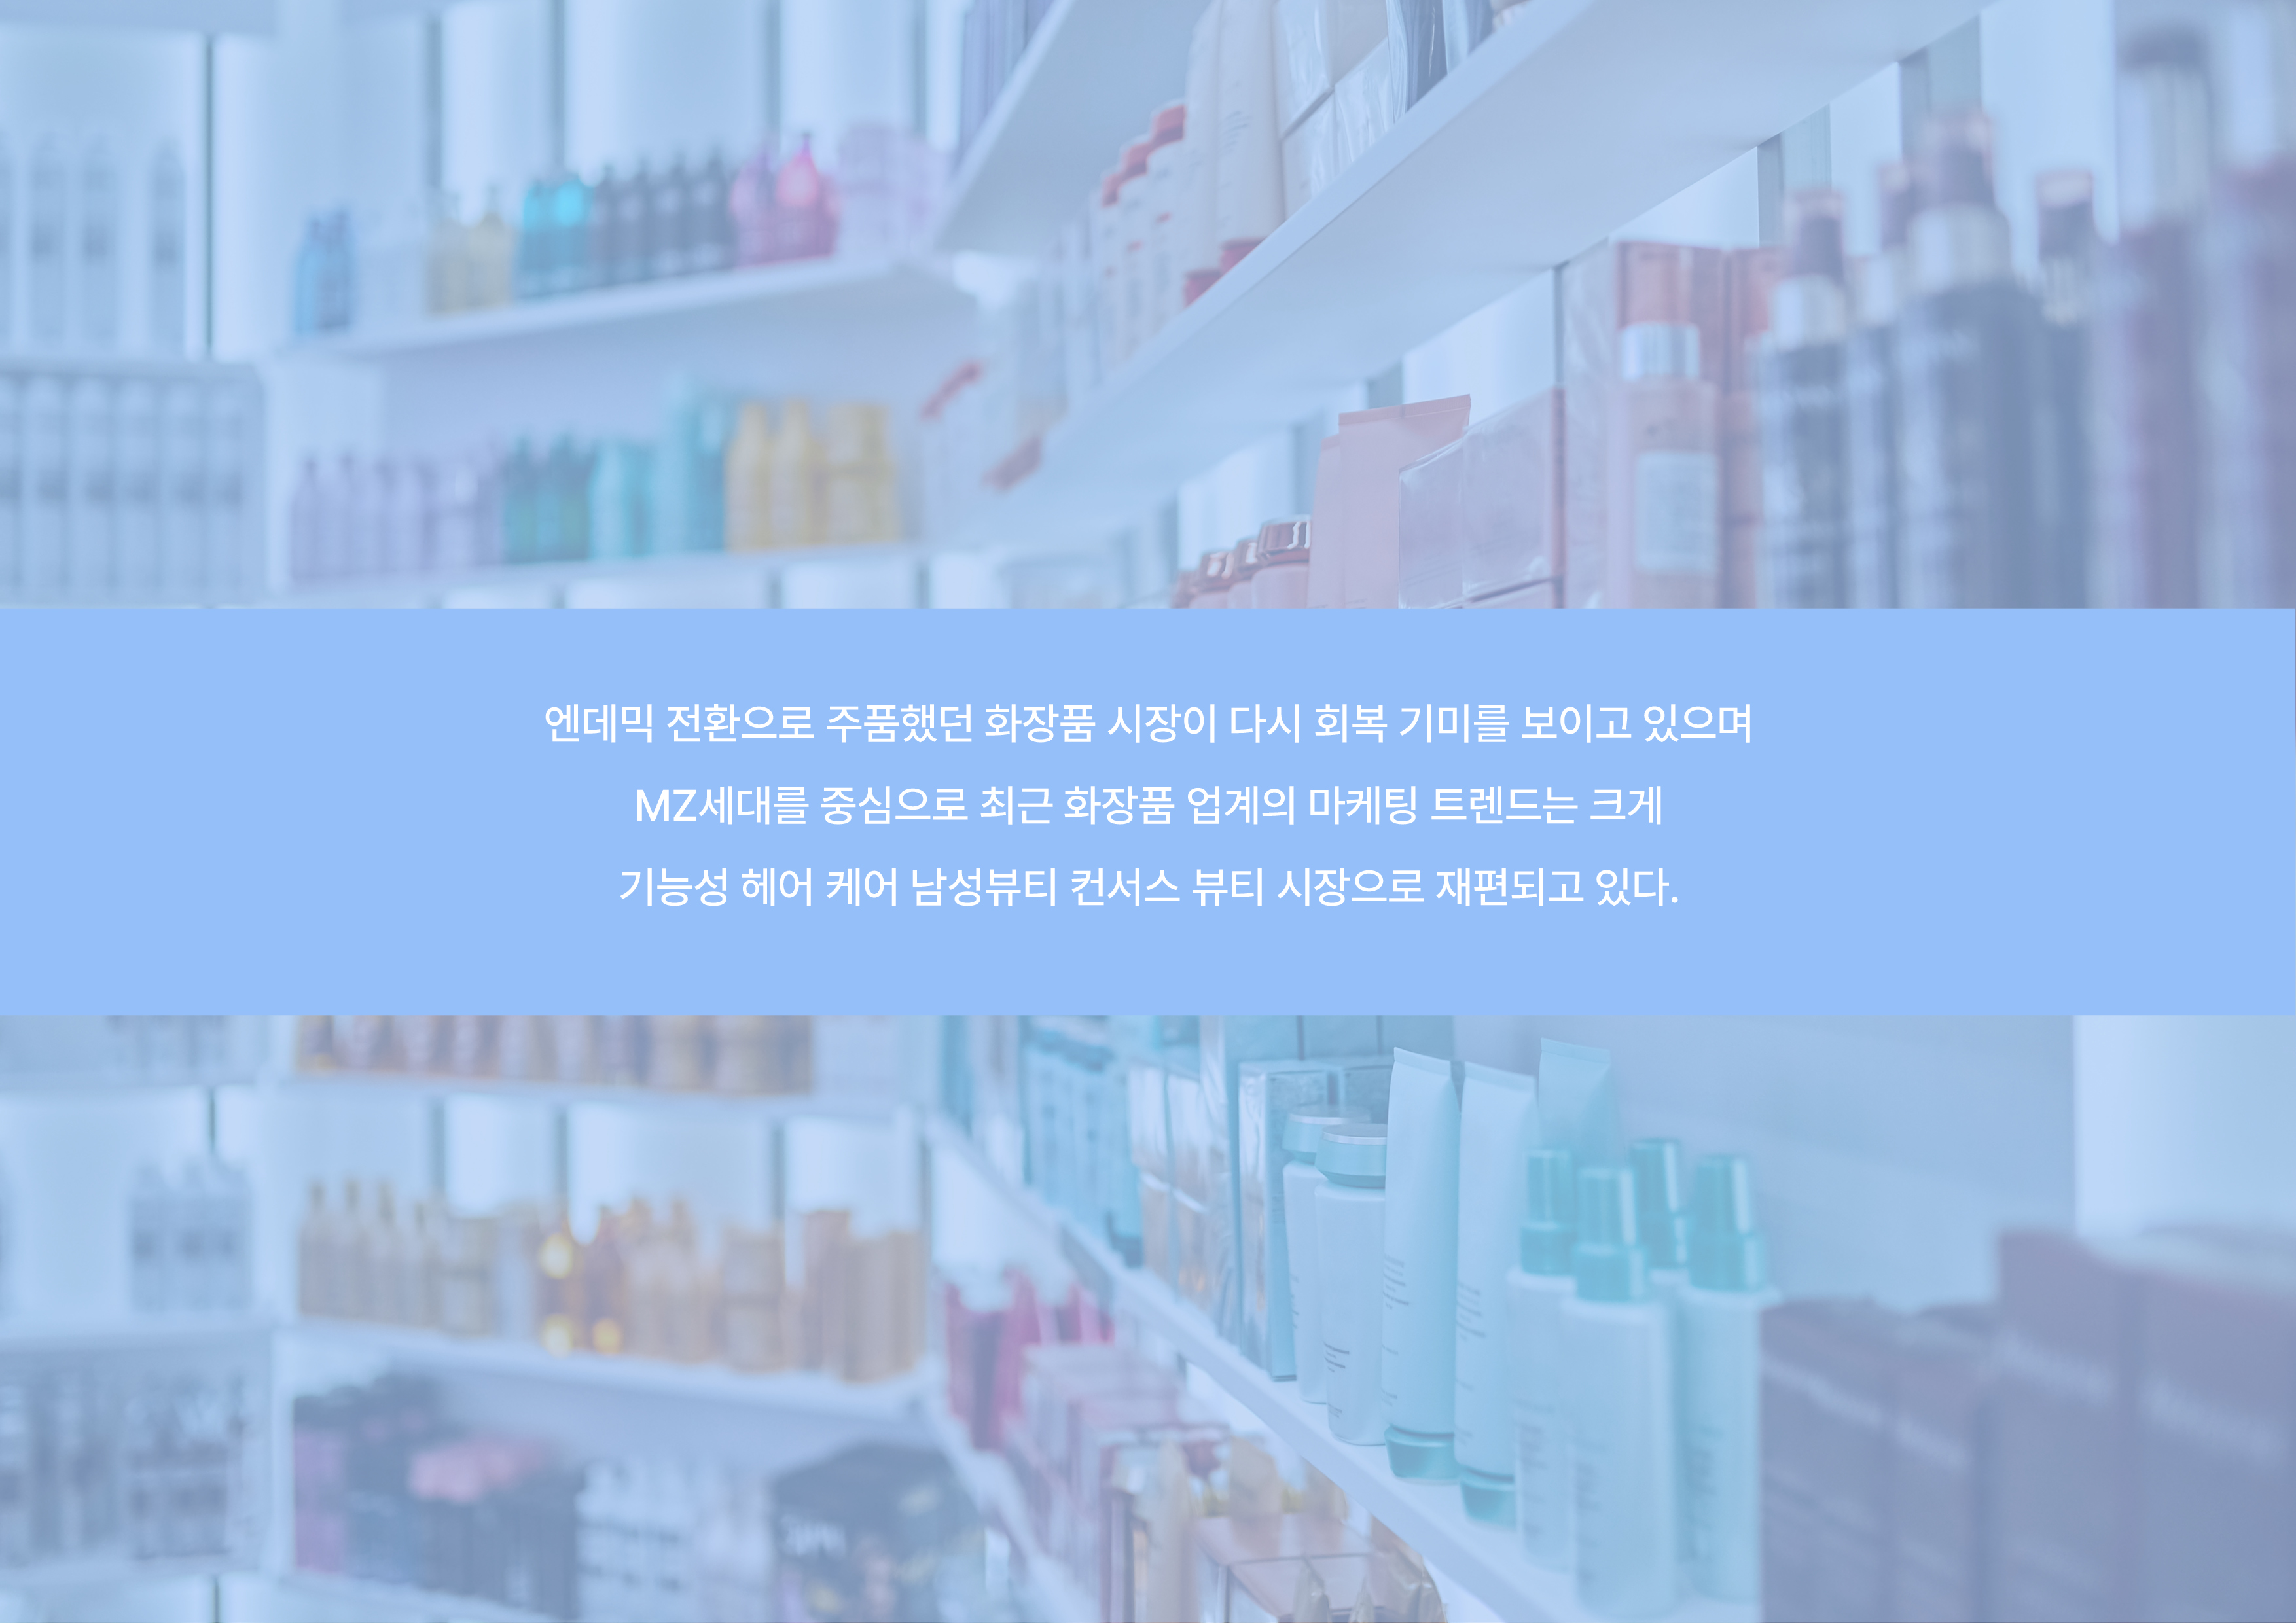 엔데믹 전환으로 주품했던 화장품 시장이 다시 회복 기미를 보이고 있으며
MZ세대를 중심으로 최근 화장품 업계의 마케팅 트렌드는 크게
기능성 헤어 케어 남성뷰티 컨서스 뷰티 시장으로 재편되고 있다.